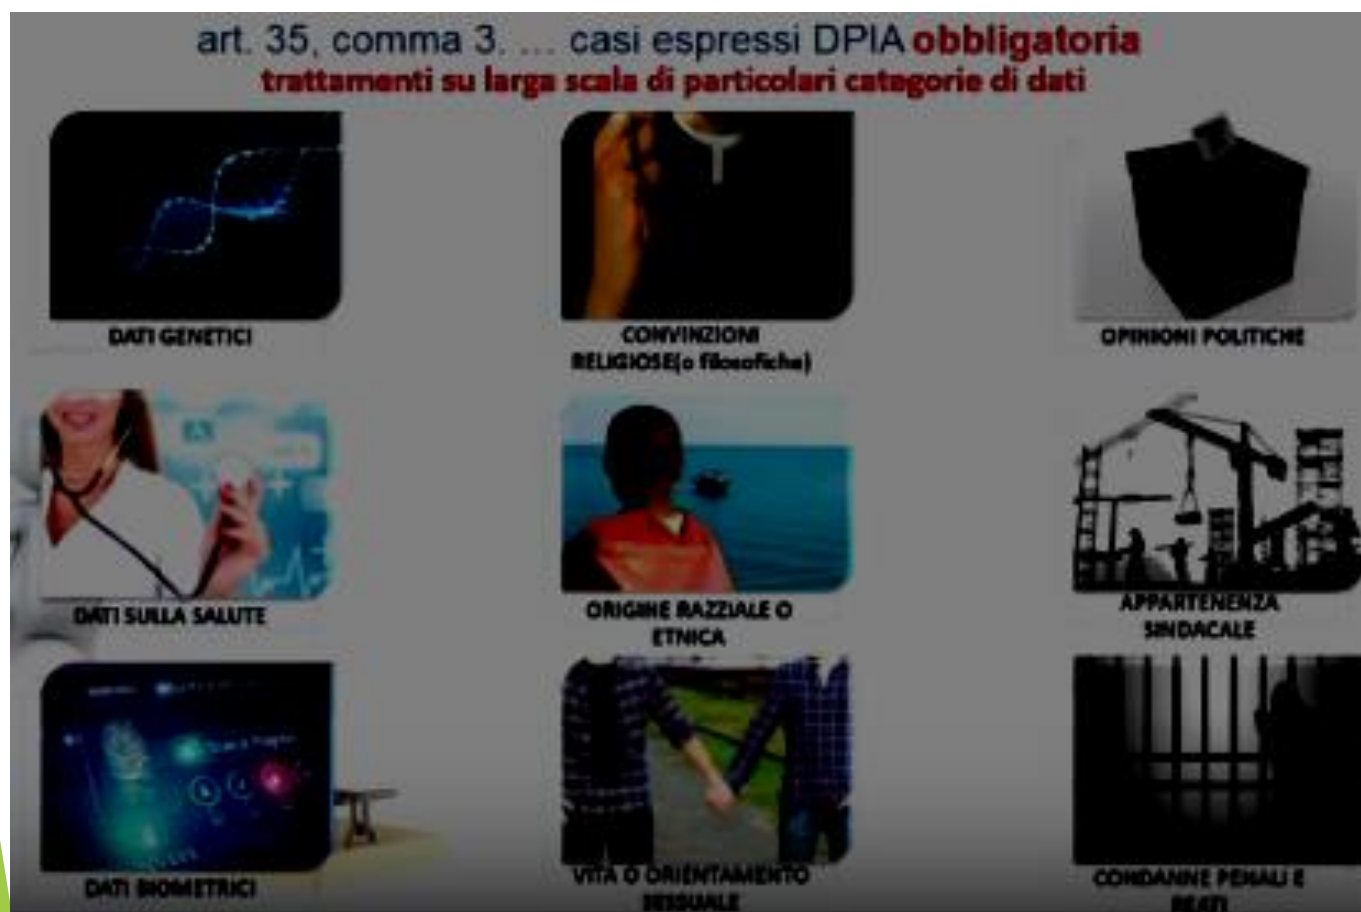 art. 35, comma 3. ... casi espressi DPIA obbligatoria
trattamenti su larga scala di particolari categorie di dati
DATI GENETICI
CONVINZIONI
RELIGIOSE(o filosofiche)
OPINIONI POLITICHE
DATI SULLA SALUTE
ORIGINE RAZZIALE O
ETNICA
APPARTENENZA
SINDACALE
DATI BIOMETRICI
VITA O ORIENTAMENTO
SESSUALE
CONDANNE PENALI E
REATI